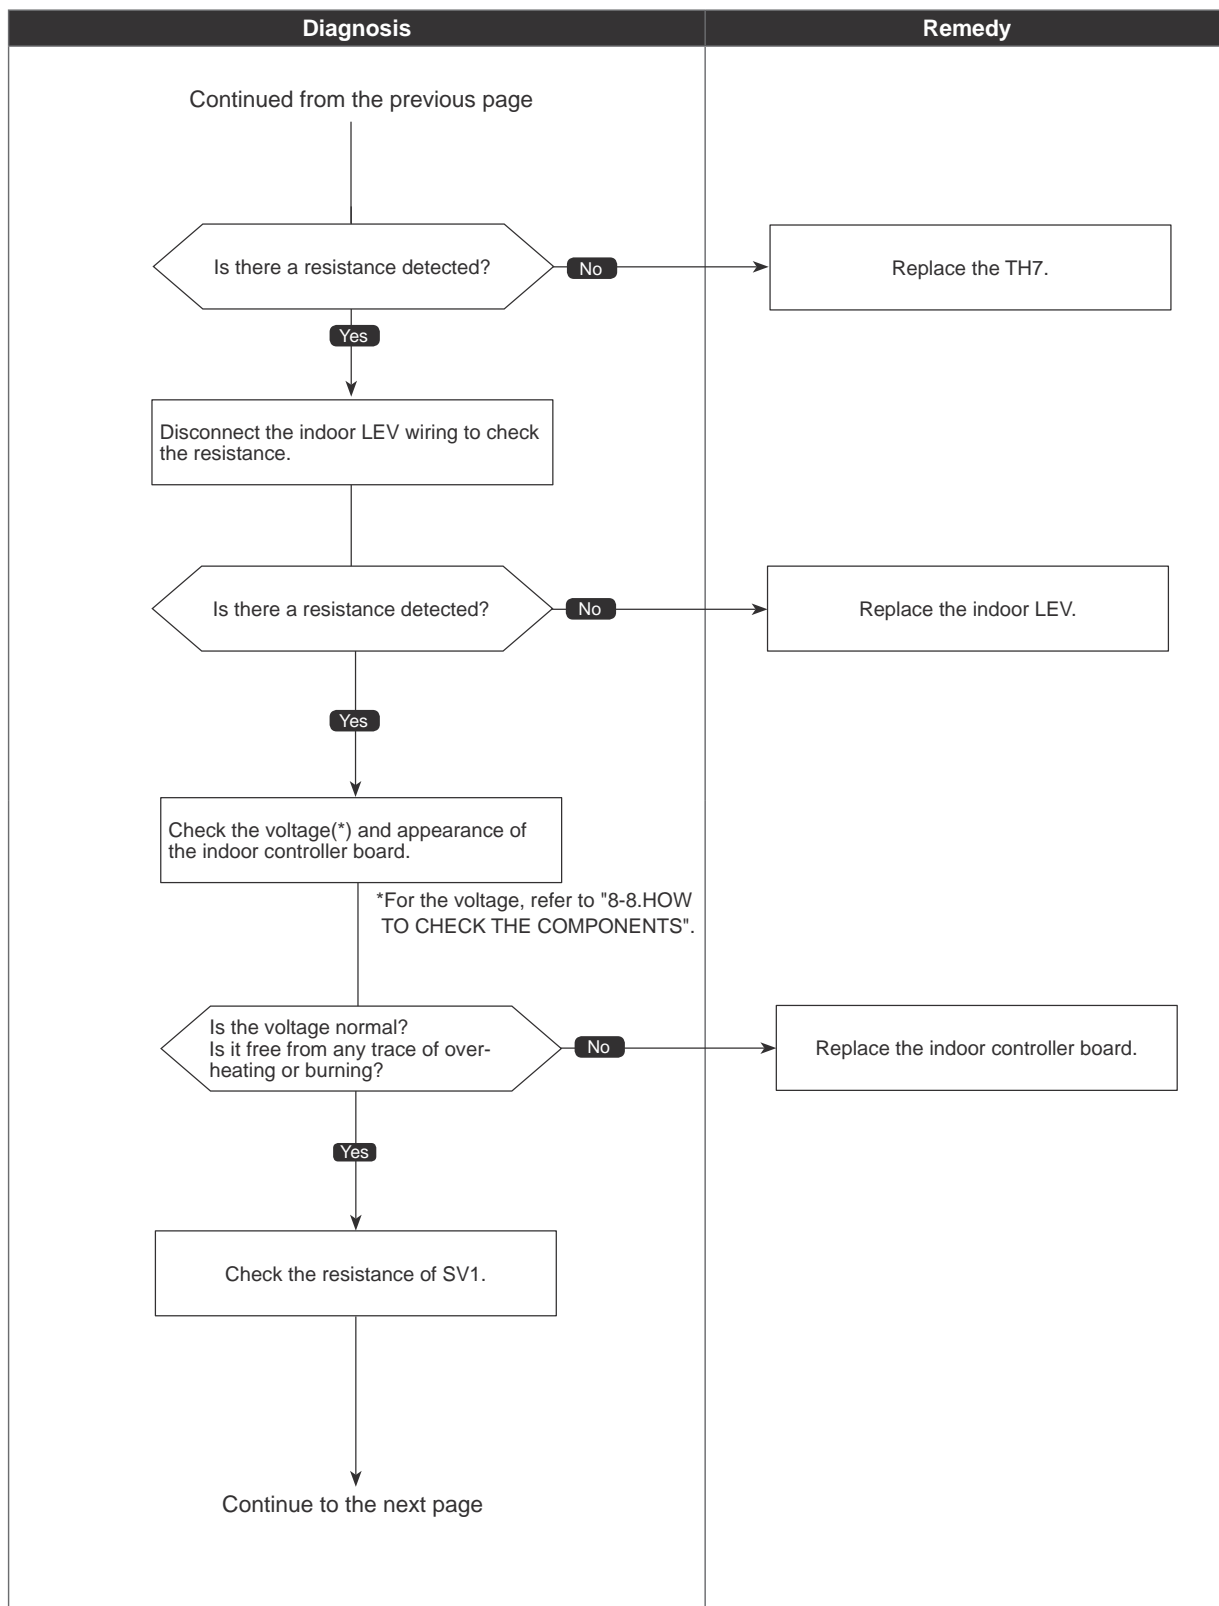 Diagnosis
Remedy
Continued from the previous page
Is there a resistance detected?
No
Replace the TH7.
Yes
Disconnect the indoor LEV wiring to check
the resistance.
Is there a resistance detected?
No
Replace the indoor LEV.
Yes
Check the voltage(*) and appearance of
the indoor controller board.
*For the voltage, refer to "8-8.HOW
TO CHECK THE COMPONENTS".
Is the voltage normal?
Is it free from any trace of over-
heating or burning?
No
Replace the indoor controller board.
Yes
Check the resistance of SV1.
Continue to the next page